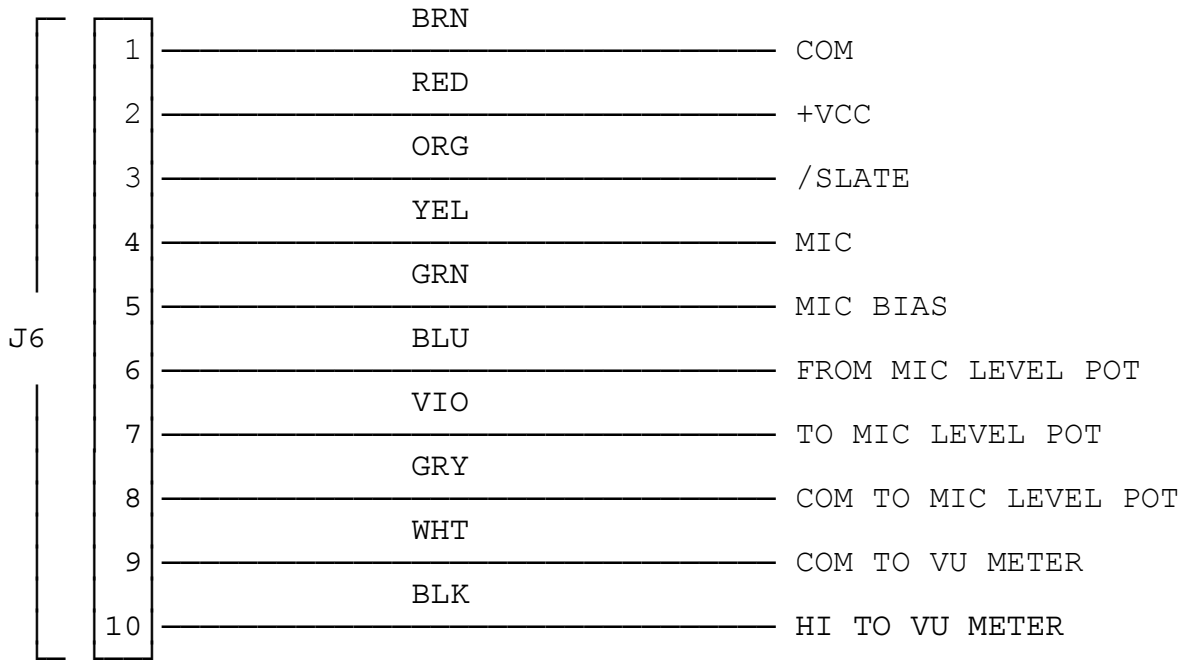 BRN
1 COM
RED
2 +VCC
ORG
3 /SLATE
YEL
4 MIC
GRN
5 MIC BIAS
J6 BLU
6 FROM MIC LEVEL POT
VIO
7 TO MIC LEVEL POT
GRY
8 COM TO MIC LEVEL POT
WHT
9 COM TO VU METER
BLK
10 HI TO VU METER